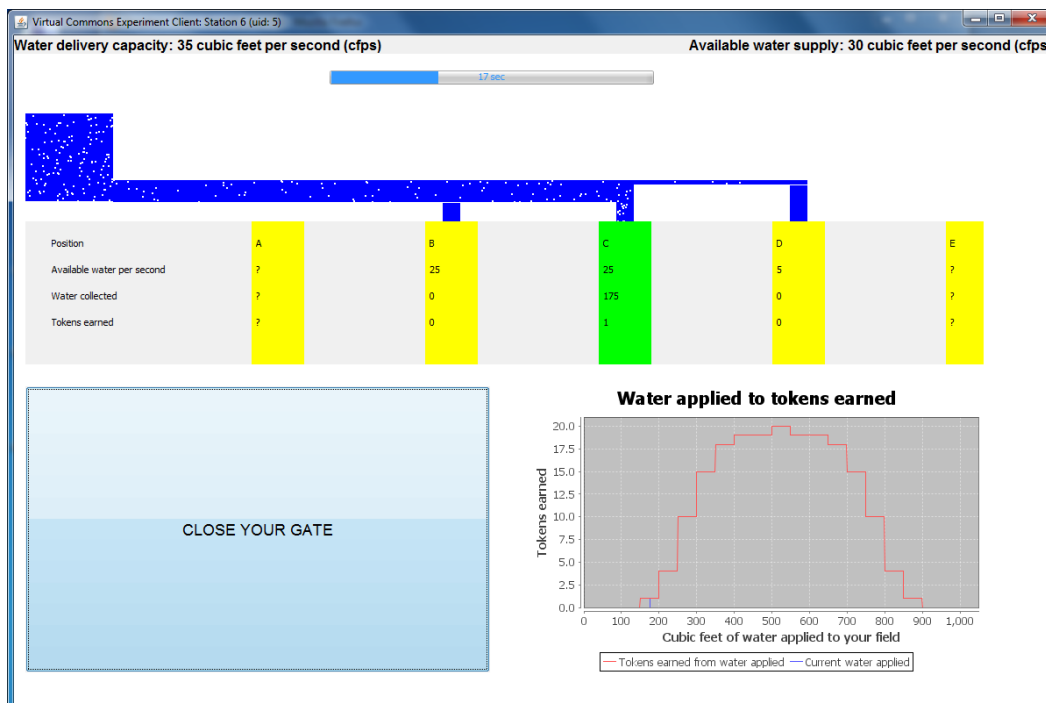 Virtual Commons Experiment Client: Station 6 (uid: 5)
Water delivery capacity: 35 cubic feet per second (cfps) Available water supply: 30 cubic feet per second (cfps
17 sec
Position A B C D E
Available water per second ? 25 25 5 ?
Water collected ? 0 175 0 ?
Tokens earned ? 0 1 0 ?
CLOSE YOUR GATE
Water applied to tokens earned
Tokens earned
20.0
17.5
15.0
12.5
10.0
7.5
5.0
2.5
0.0
0 100 200 300 400 500 600 700 800 900 1,000
Cubic feet of water applied to your field
Tokens earned from water applied Current water applied